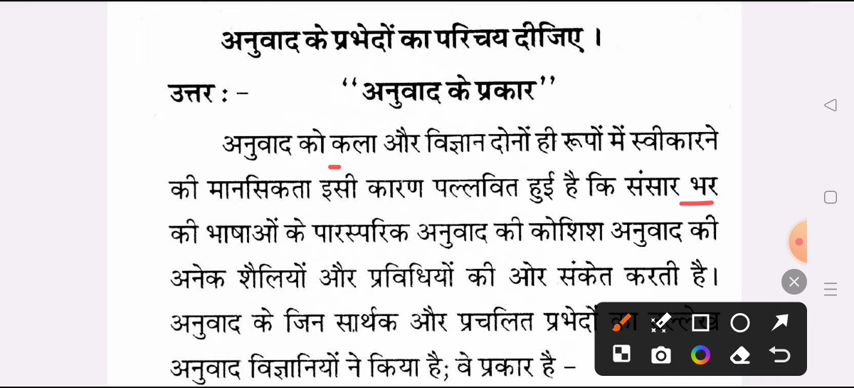 अनुवाद के प्रभेदों का परिचय दीजिए ।
उत्तर : – ‘‘अनुवाद के प्रकार’’
अनुवाद को कला और विज्ञान दोनों ही रूपों में स्वीकारने
की मानसिकता इसी कारण पल्लवित हुई है कि संसार भर
की भाषाओं के पारस्परिक अनुवाद की कोशिश अनुवाद की
अनेक शैलियों और प्रविधियों की ओर संकेत करती है।
अनुवाद के जिन सार्थक और प्रचलित प्रभेदों का उल्लेख
अनुवाद विज्ञानियों ने किया है; वे प्रकार है –